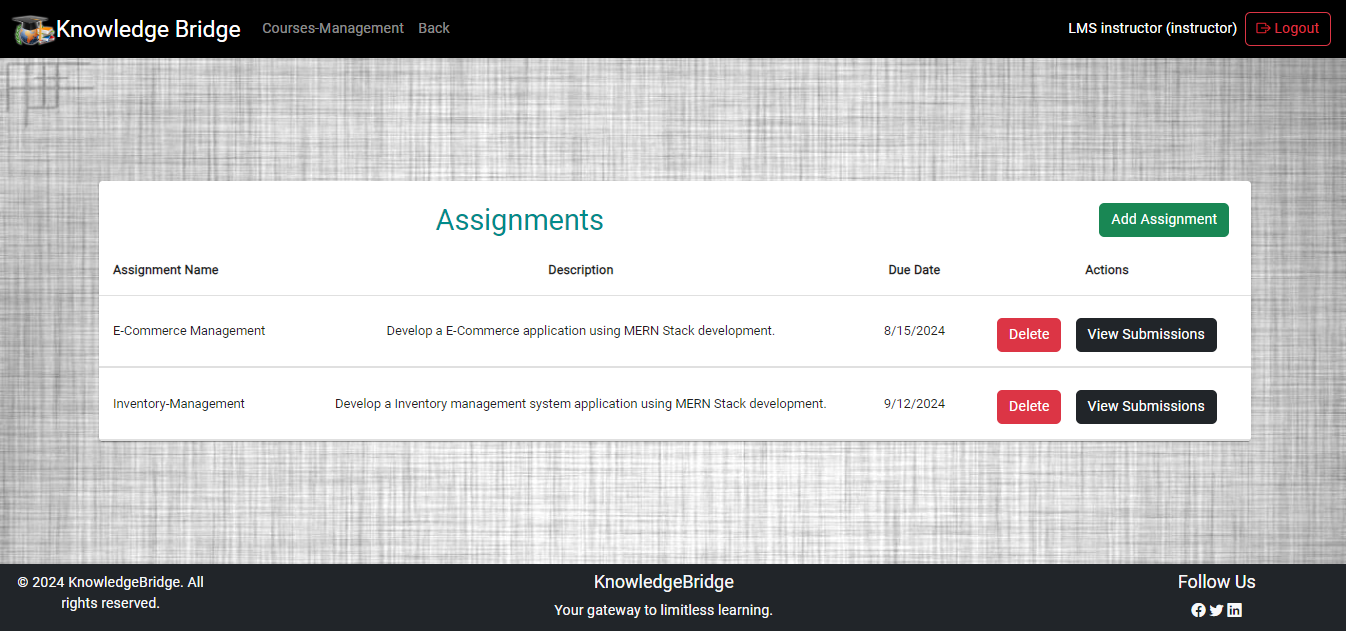 Knowledge Bridge Courses-Management Back LMS instructor (instructor) Logout
Assignments Add Assignment
Assignment Name Description Due Date Actions
E-Commerce Management Develop a E-Commerce application using MERN Stack development. 8/15/2024 Delete View Submissions
Inventory-Management Develop a Inventory management system application using MERN Stack development. 9/12/2024 Delete View Submissions
© 2024 KnowledgeBridge. All
rights reserved.
KnowledgeBridge
Your gateway to limitless learning.
Follow Us